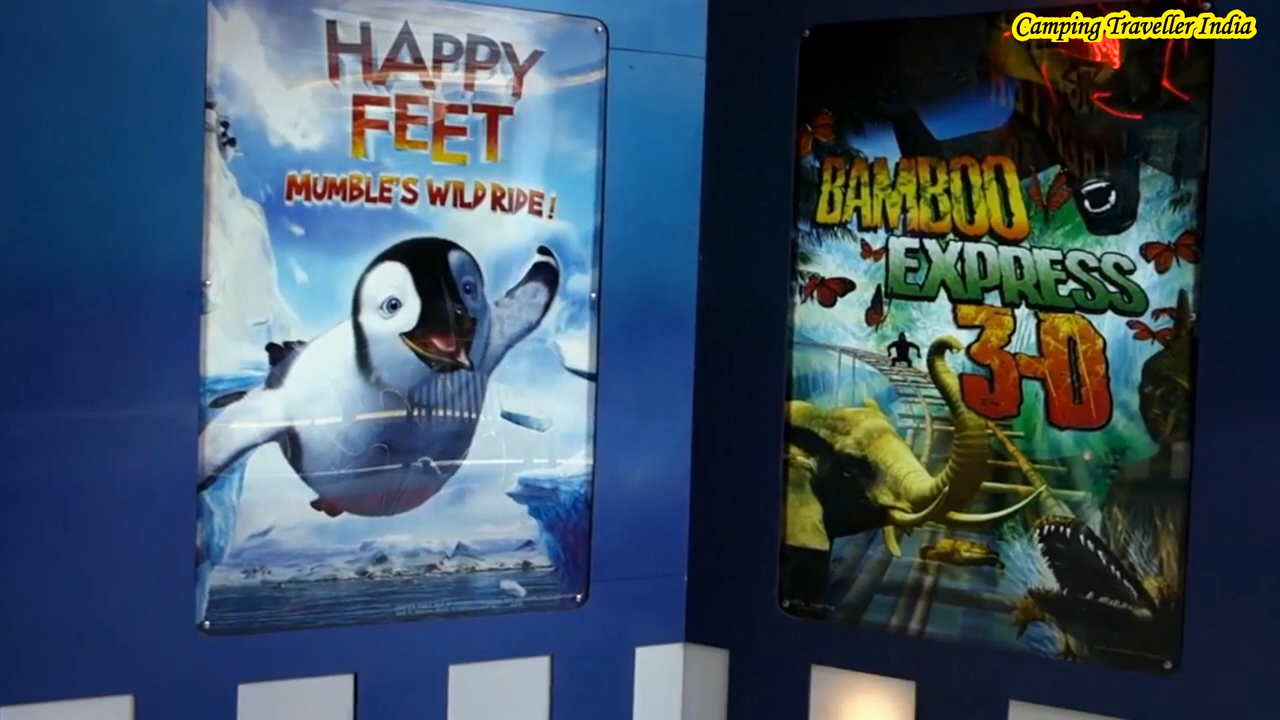 Camping Traveller India
HAPPY
FEET
MUMBLE'S WILD RIDE!
BAMBOO
EXPRESS
3-D